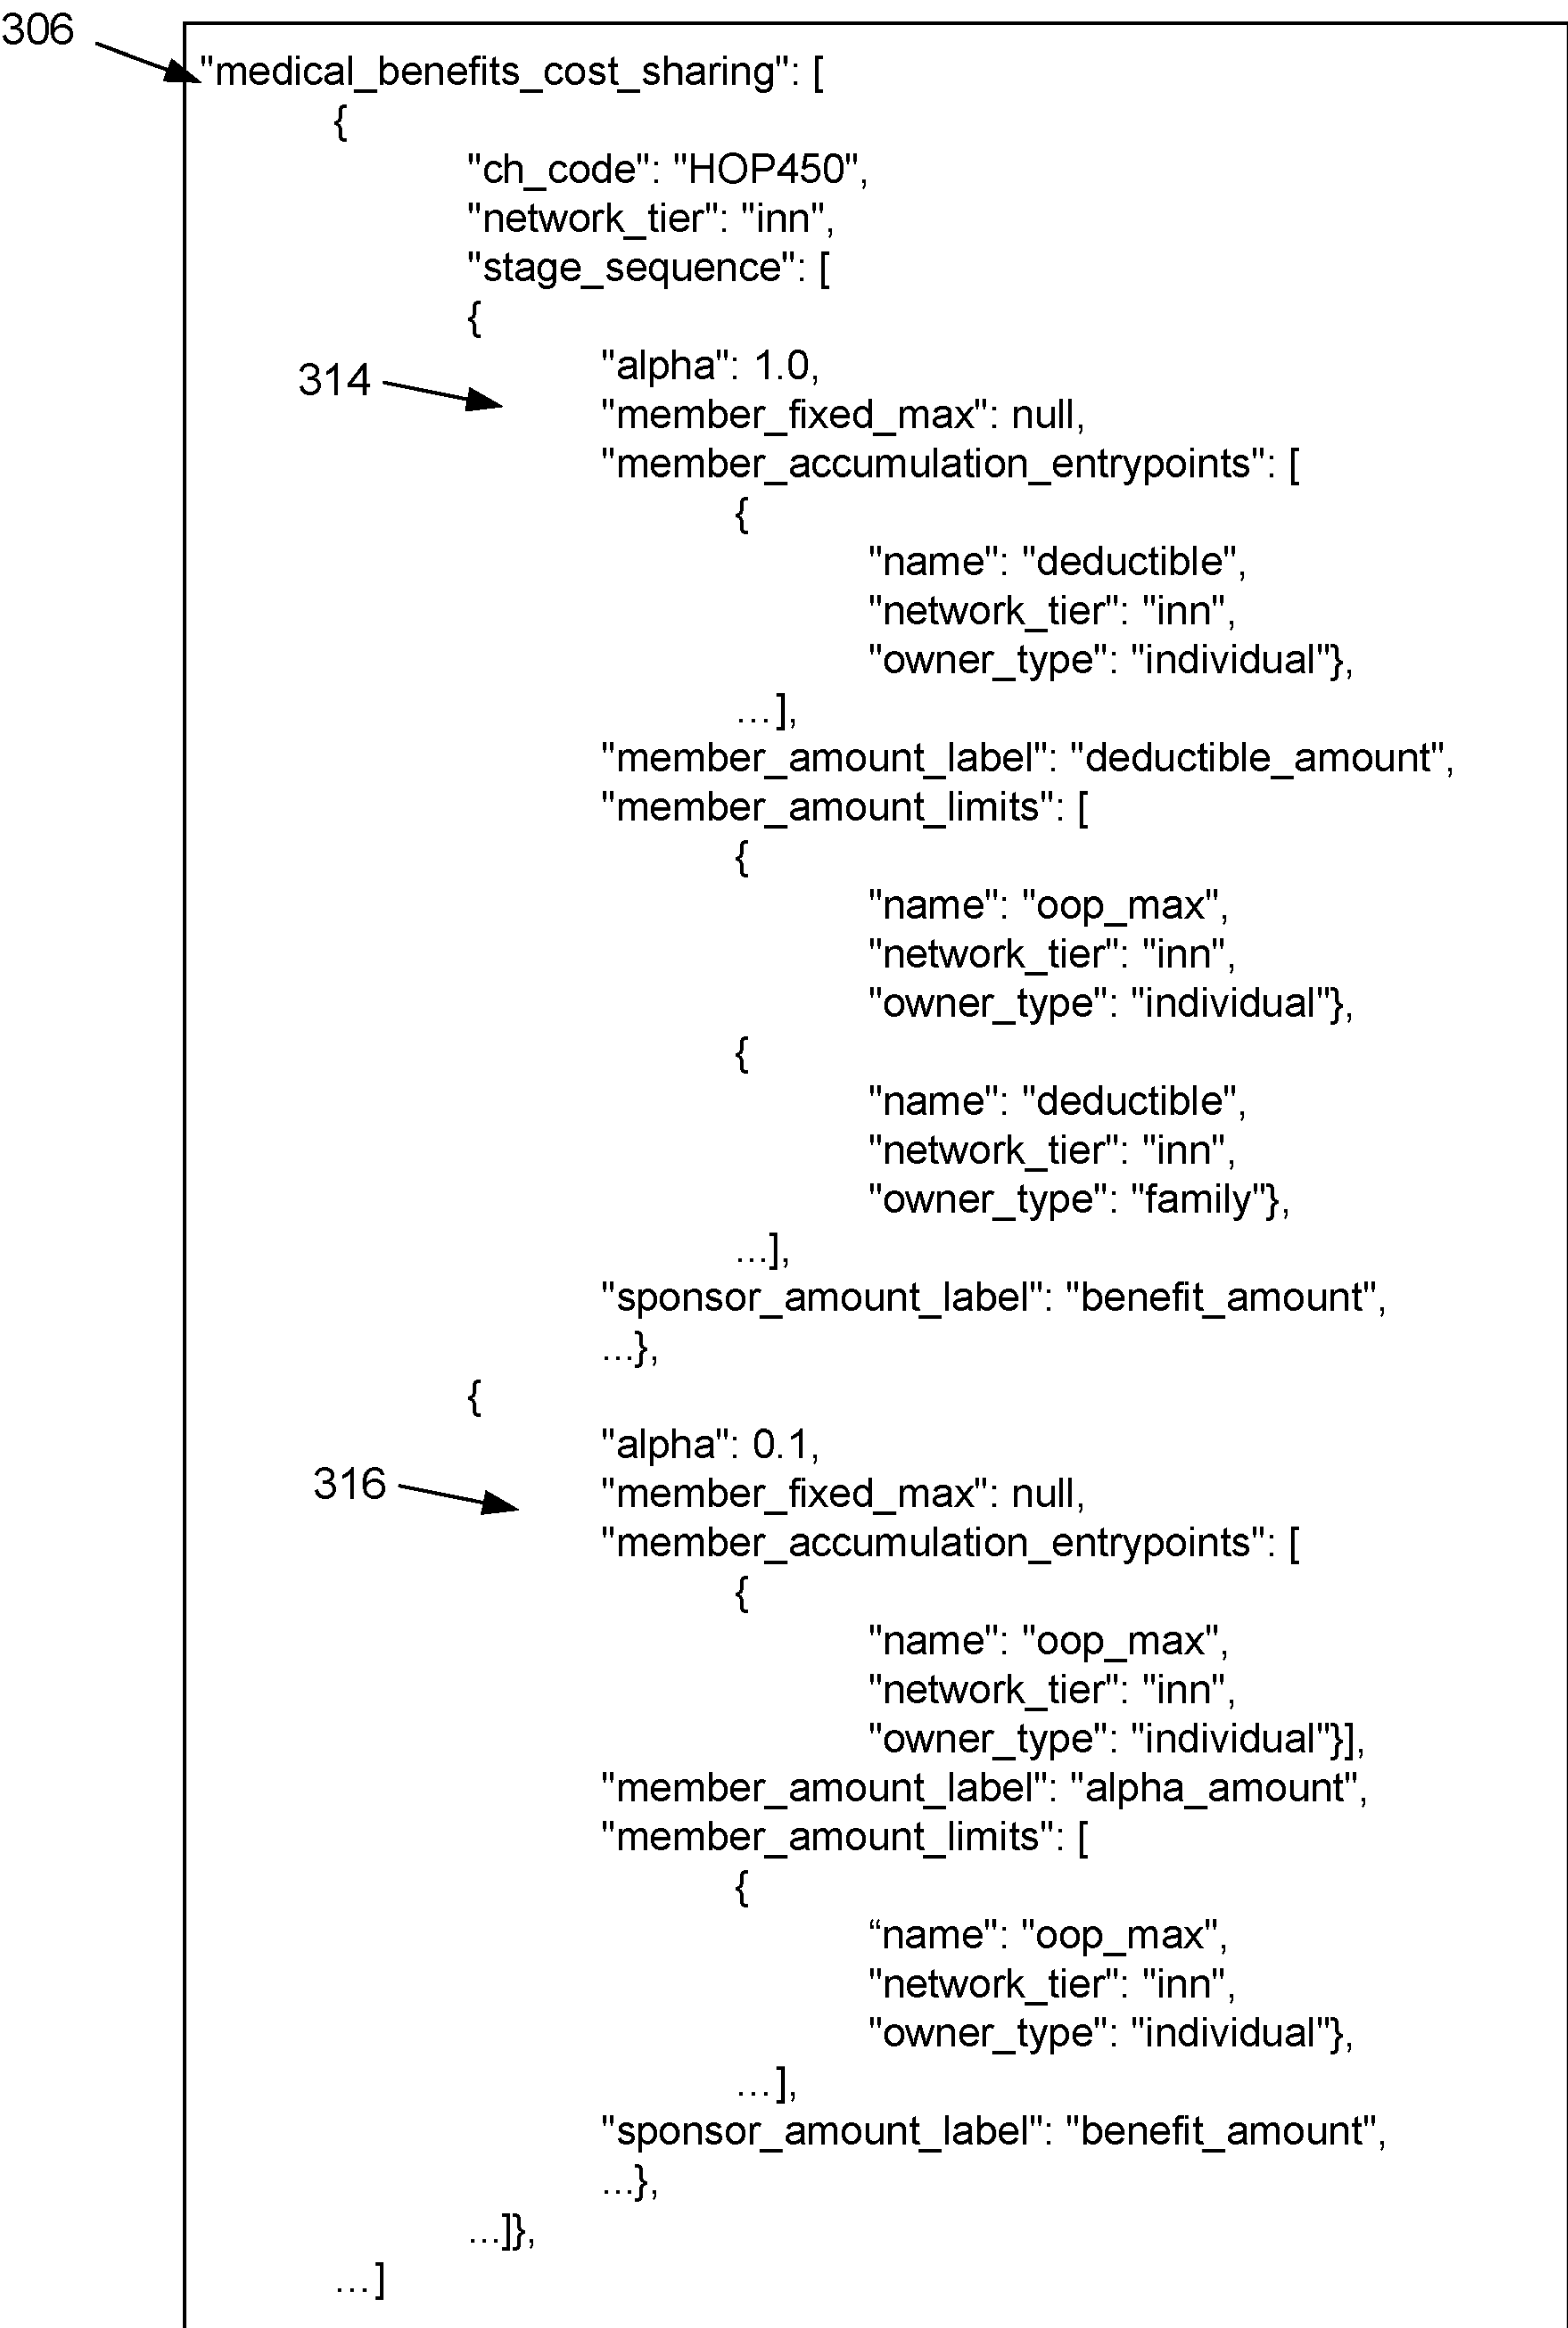 306
"medical_benefits_cost_sharing": [
{
"ch_code": "HOP450",
"network_tier": "inn",
"stage_sequence": [
{
"alpha": 1.0,
314
"member_fixed_max": null,
"member_accumulation_entrypoints": [
{
"name": "deductible",
"network_tier": "inn",
"owner_type": "individual"},
...],
"member_amount_label": "deductible_amount",
"member_amount_limits": [
{
"name": "oop_max",
"network_tier": "inn",
"owner_type": "individual"},
{
"name": "deductible",
"network_tier": "inn",
"owner_type": "family"},
...],
"sponsor_amount_label": "benefit_amount",
...},
{
"alpha": 0.1,
316
"member_fixed_max": null,
"member_accumulation_entrypoints": [
{
"name": "oop_max",
"network_tier": "inn",
"owner_type": "individual"}],
"member_amount_label": "alpha_amount",
"member_amount_limits": [
{
“name": "oop_max",
"network_tier": "inn",
"owner_type": "individual"},
...],
"sponsor_amount_label": "benefit_amount",
...},
...]},
...]